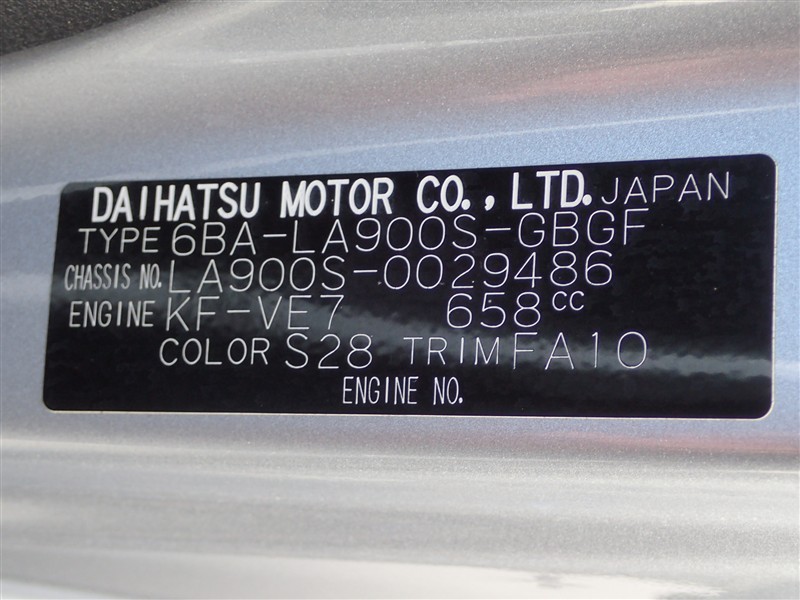 DAIHATSU MOTOR CO., LTD. JAPAN
TYPE 6BA-LA900S-GBGF
CHASSIS NO. LA900S-0029486
ENGINE KF-VE7 658CC
COLOR S28 TRIM FA10
ENGINE NO.